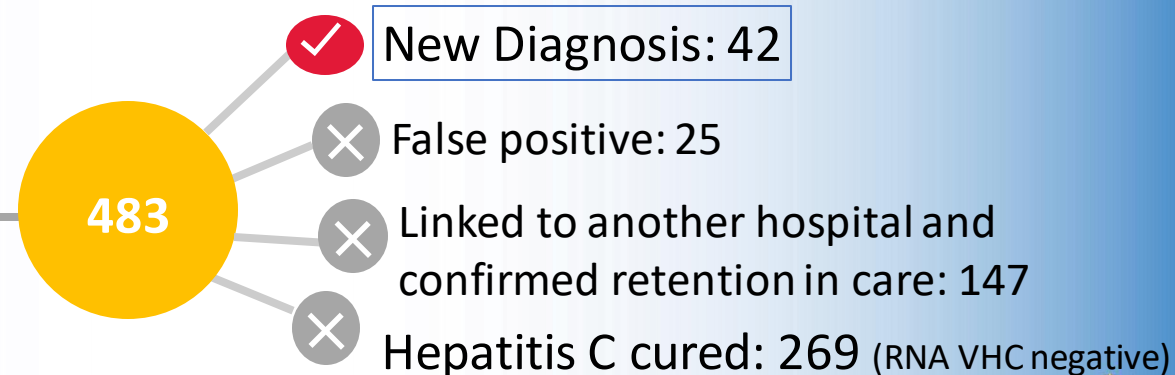 New Diagnosis: 42
False positive: 25
483
Linked to another hospital and
confirmed retention in care: 147
Hepatitis C cured: 269 (RNA VHC negative)